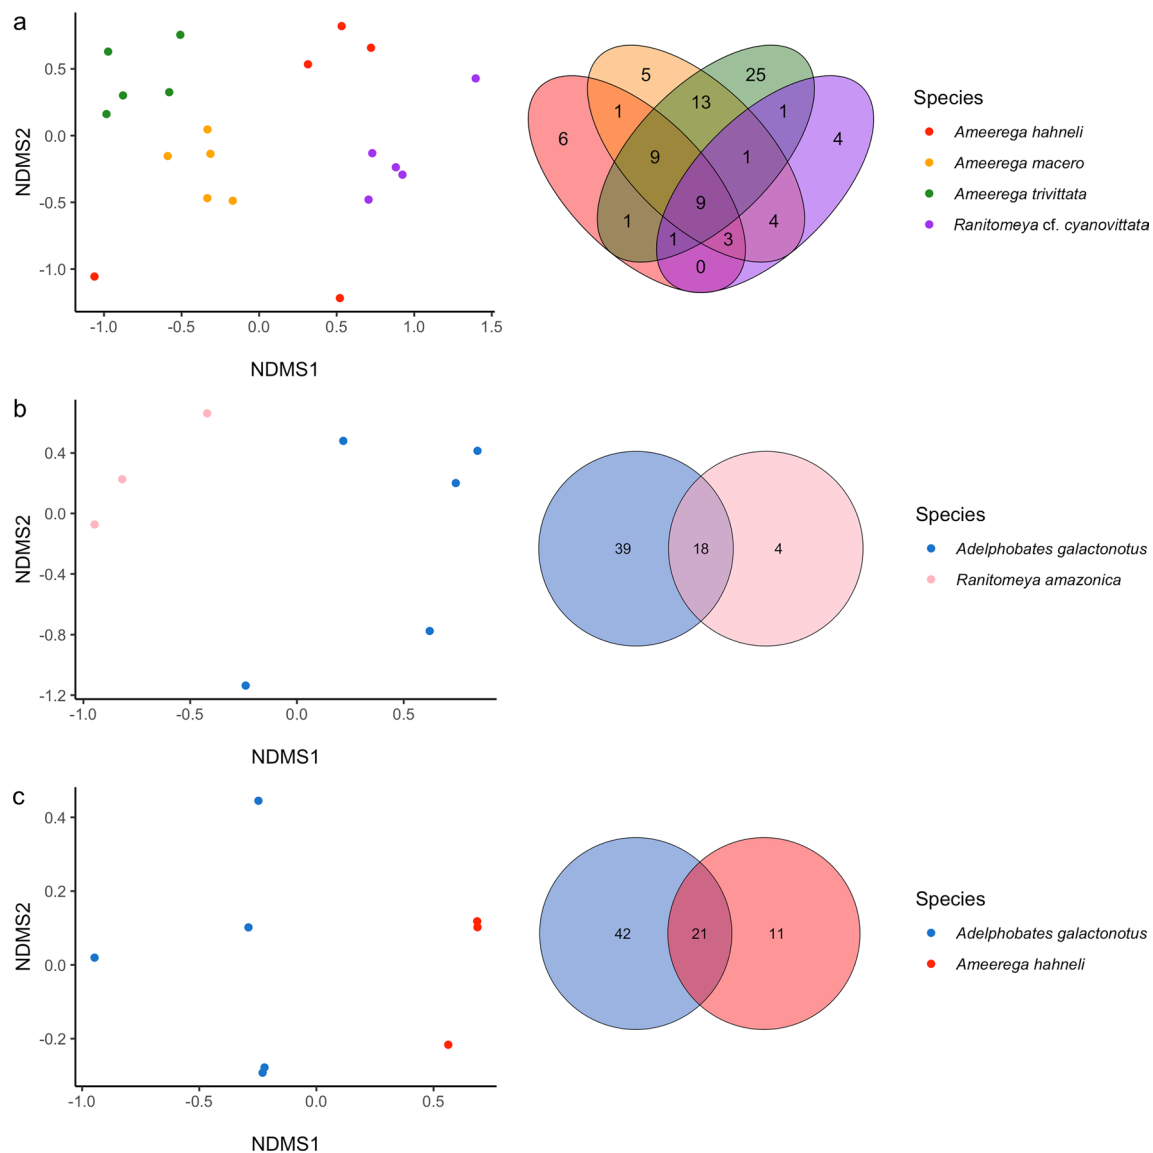 a
NDMS2
0.5
0.0
-0.5
-1.0
-1.0 -0.5 0.0 0.5 1.0 1.5
NDMS1
5 25
1 13 1
6 4
9 1
9
1 4
1 3
0
Species
Ameerega hahneli
Ameerega macero
Ameerega trivittata
Ranitomeya cf. cyanovittata
b
NDMS2
0.4
0.0
-0.4
-0.8
-1.2
-1.0 -0.5 0.0 0.5
NDMS1
39 18 4
Species
Adelphobates galactonotus
Ranitomeya amazonica
c
NDMS2
0.4
0.2
0.0
-0.2
-1.0 -0.5 0.0 0.5
NDMS1
42 21 11
Species
Adelphobates galactonotus
Ameerega hahneli